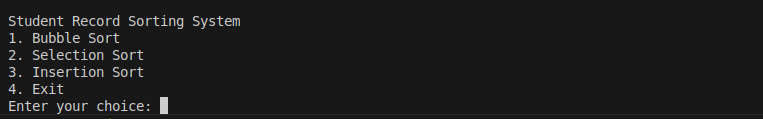 Student Record Sorting System
1. Bubble Sort
2. Selection Sort
3. Insertion Sort
4. Exit
Enter your choice: